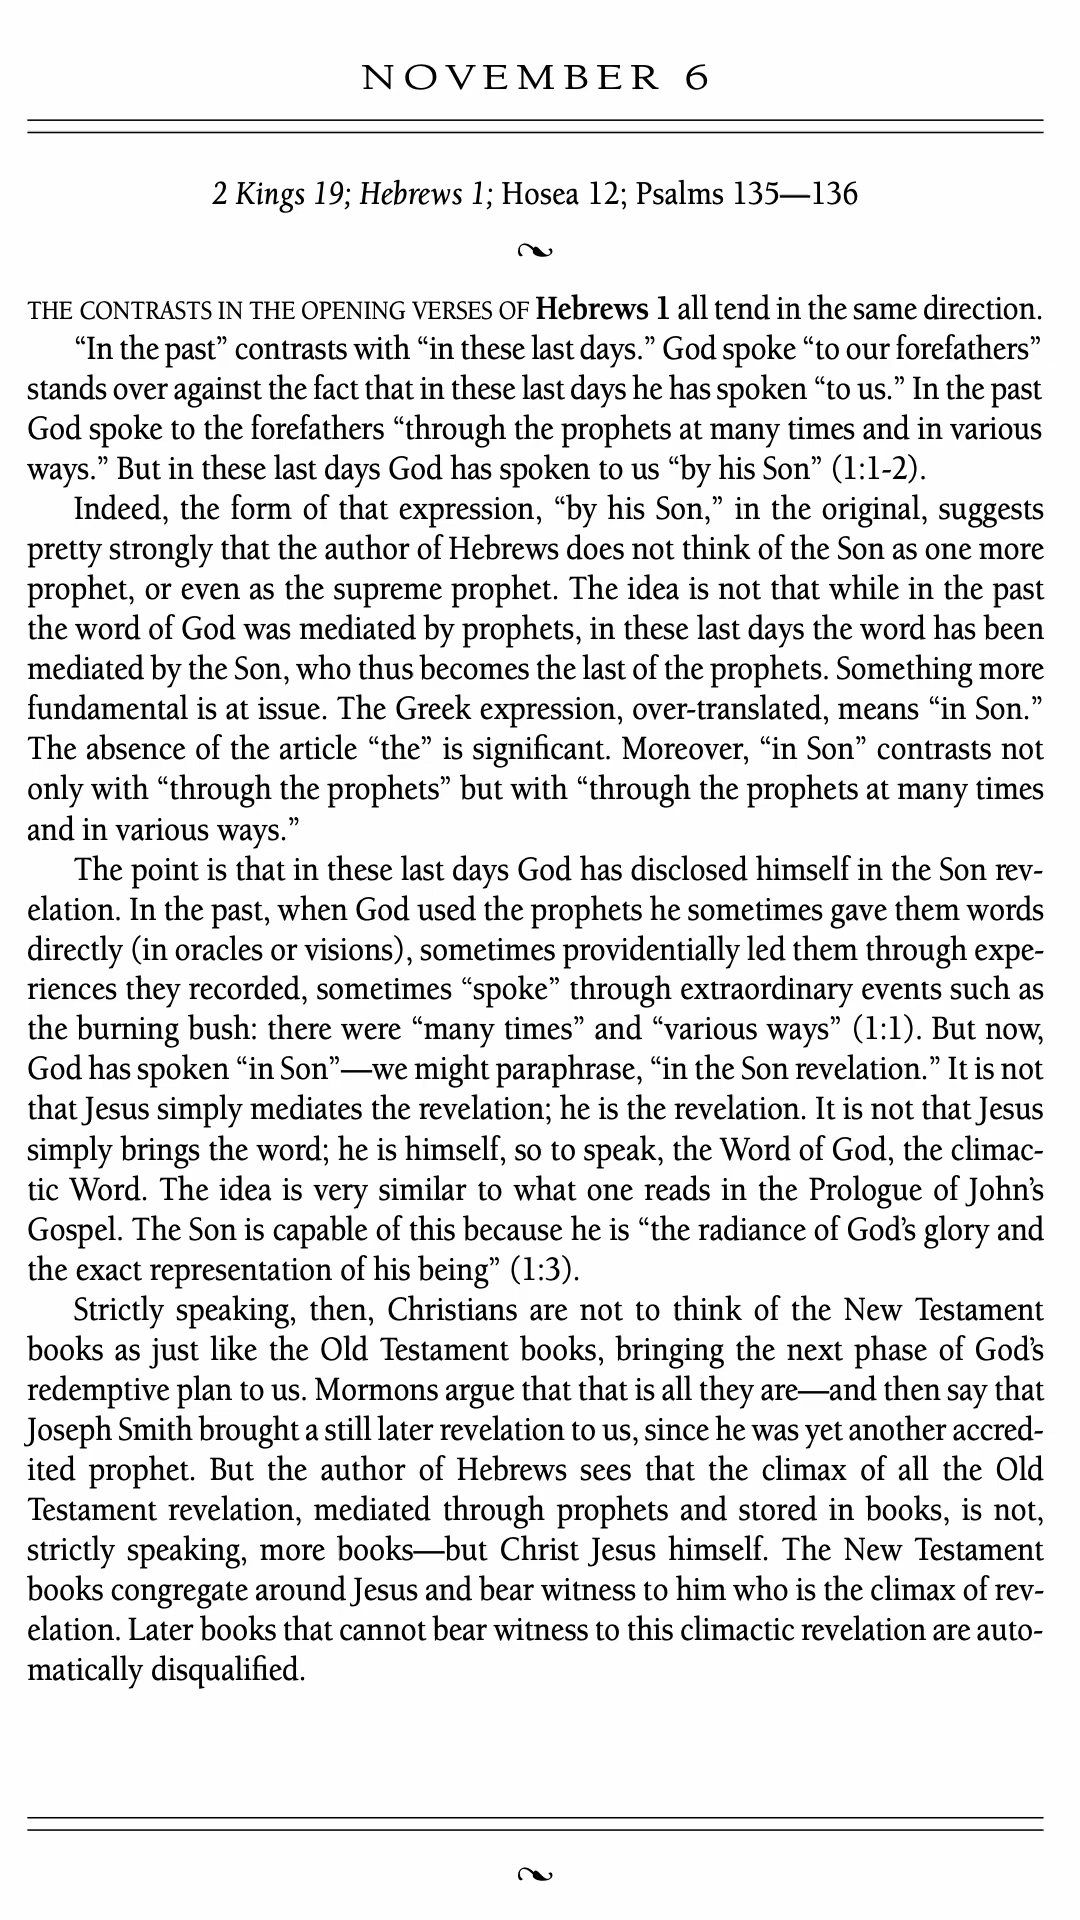 NOVEMBER 6
2 Kings 19; Hebrews 1; Hosea 12; Psalms 135—136
THE CONTRASTS IN THE OPENING VERSES OF Hebrews 1 all tend in the same direction.
“In the past” contrasts with “in these last days.” God spoke “to our forefathers”
stands over against the fact that in these last days he has spoken “to us.” In the past
God spoke to the forefathers “through the prophets at many times and in various
ways.” But in these last days God has spoken to us “by his Son” (1:1-2).
Indeed, the form of that expression, “by his Son,” in the original, suggests
pretty strongly that the author of Hebrews does not think of the Son as one more
prophet, or even as the supreme prophet. The idea is not that while in the past
the word of God was mediated by prophets, in these last days the word has been
mediated by the Son, who thus becomes the last of the prophets. Something more
fundamental is at issue. The Greek expression, over-translated, means “in Son.”
The absence of the article “the” is significant. Moreover, “in Son” contrasts not
only with “through the prophets” but with “through the prophets at many times
and in various ways.”
The point is that in these last days God has disclosed himself in the Son rev-
elation. In the past, when God used the prophets he sometimes gave them words
directly (in oracles or visions), sometimes providentially led them through expe-
riences they recorded, sometimes “spoke” through extraordinary events such as
the burning bush: there were “many times” and “various ways” (1:1). But now,
God has spoken “in Son”—we might paraphrase, “in the Son revelation.” It is not
that Jesus simply mediates the revelation; he is the revelation. It is not that Jesus
simply brings the word; he is himself, so to speak, the Word of God, the climac-
tic Word. The idea is very similar to what one reads in the Prologue of John’s
Gospel. The Son is capable of this because he is “the radiance of God’s glory and
the exact representation of his being” (1:3).
Strictly speaking, then, Christians are not to think of the New Testament
books as just like the Old Testament books, bringing the next phase of God’s
redemptive plan to us. Mormons argue that that is all they are—and then say that
Joseph Smith brought a still later revelation to us, since he was yet another accred-
ited prophet. But the author of Hebrews sees that the climax of all the Old
Testament revelation, mediated through prophets and stored in books, is not,
strictly speaking, more books—but Christ Jesus himself. The New Testament
books congregate around Jesus and bear witness to him who is the climax of rev-
elation. Later books that cannot bear witness to this climactic revelation are auto-
matically disqualified.